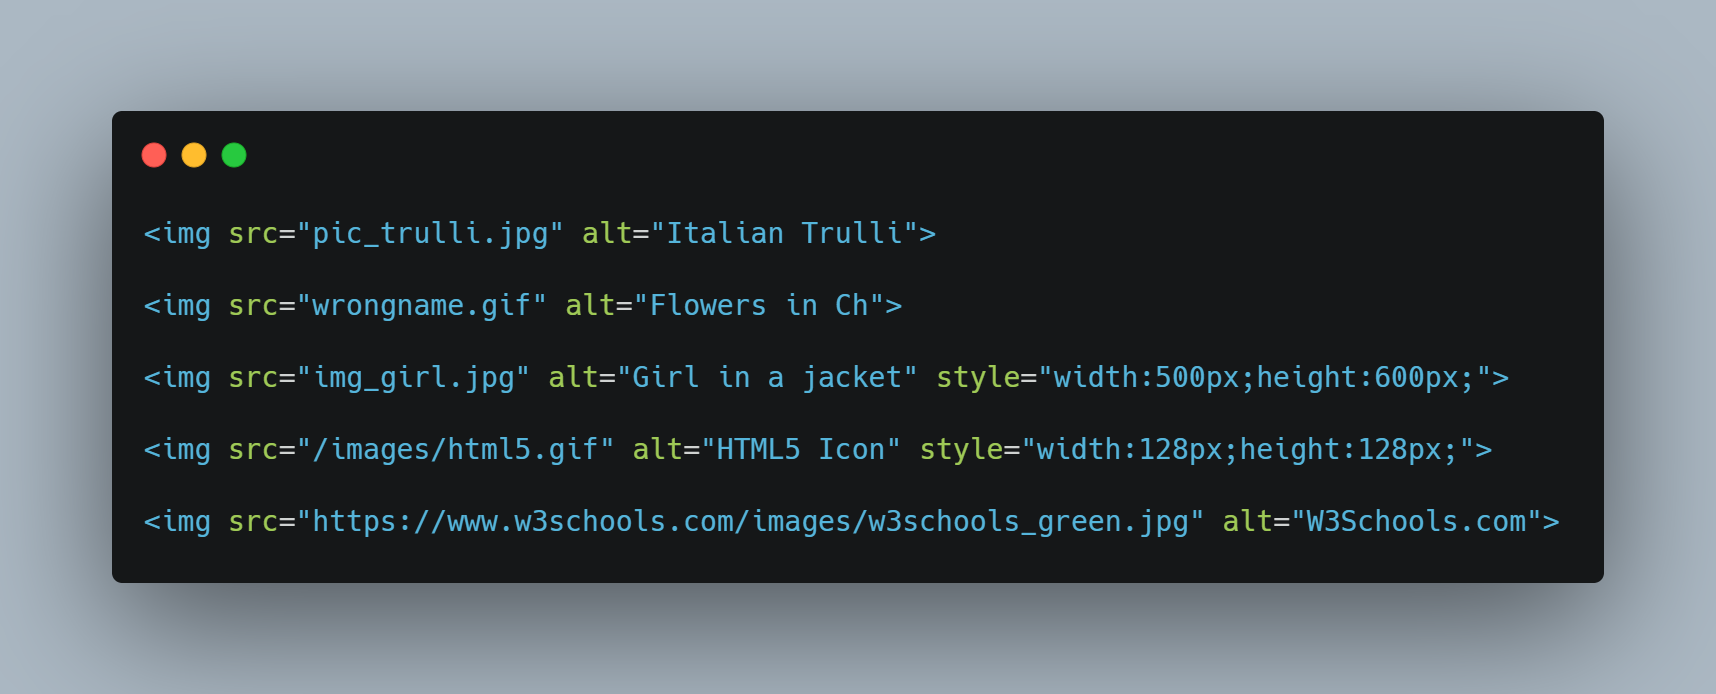 <img src="pic_trulli.jpg" alt="Italian Trulli">
<img src="wrongname.gif" alt="Flowers in Ch">
<img src="img_girl.jpg" alt="Girl in a jacket" style="width:500px;height:600px;">
<img src="/images/html5.gif" alt="HTML5 Icon" style="width:128px;height:128px;">
<img src="https://www.w3schools.com/images/w3schools_green.jpg" alt="W3Schools.com">